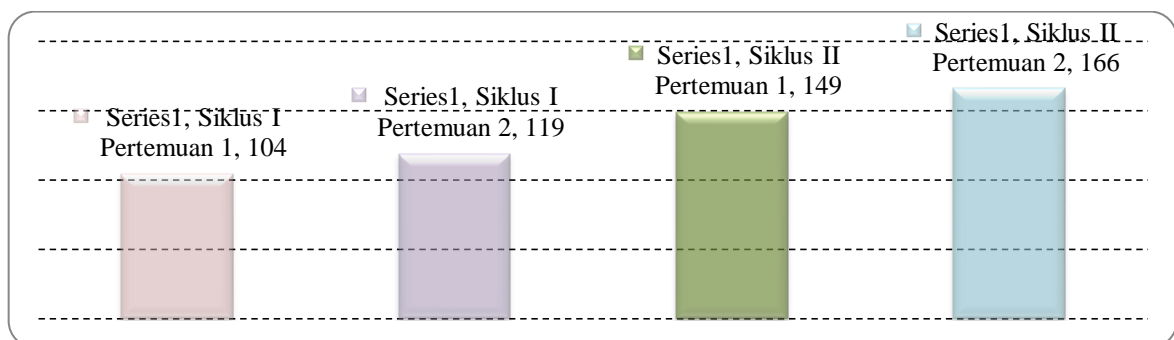 Series1, Siklus I
Pertemuan 1, 104
Series1, Siklus I
Pertemuan 2, 119
Series1, Siklus II
Pertemuan 1, 149
Series1, Siklus II
Pertemuan 2, 166